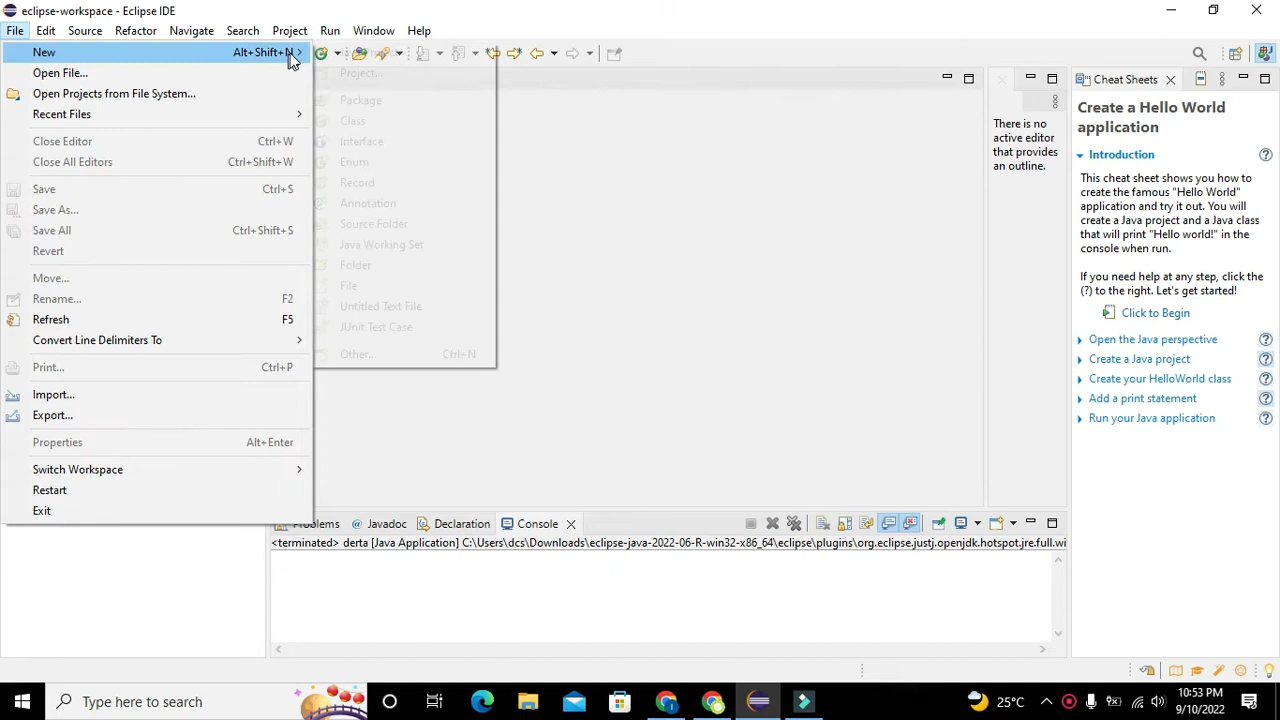 eclipse-workspace - Eclipse IDE
File Edit Source Refactor Navigate Search Project Run Window Help
New Alt+Shift+N
Open File...
Open Projects from File System...
Recent Files
Close Editor Ctrl+W
Close All Editors Ctrl+Shift+W
Save Ctrl+S
Save As...
Save All Ctrl+Shift+S
Revert
Move...
Rename... F2
Refresh F5
Convert Line Delimiters To
Print... Ctrl+P
Import...
Export...
Properties Alt+Enter
Switch Workspace
Restart
Exit
Project...
Package
Class
Interface
Enum
Record
Annotation
Source Folder
Java Working Set
Folder
File
Untitled Text File
JUnit Test Case
Other... Ctrl+N
There is no
active editor
that provides
an outline.
Cheat Sheets
Create a Hello World
application
Introduction
This cheat sheet shows you how to
create the famous "Hello World"
application and try it out. You will
create a Java project and a Java class
that will print "Hello world!" in the
console when run.
If you need help at any step, click the
(?) to the right. Let's get started!
Click to Begin
Open the Java perspective
Create a Java project
Create your HelloWorld class
Add a print statement
Run your Java application
Problems @ Javadoc Declaration Console
<terminated> derta [Java Application] C:\Users\dcs\Downloads\eclipse-java-2022-06-R-win32-x86_64\eclipse\plugins\org.eclipse.justj.openjdk.hotspot.jre.full.wi
Type here to search
25°C
10:53 PM
9/10/2022